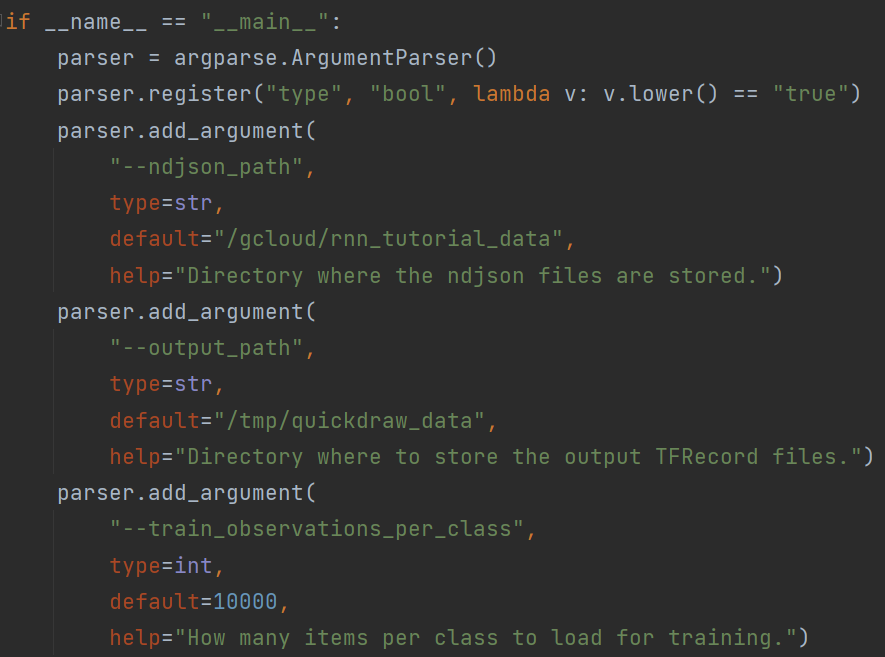 if __name__ == "__main__":
    parser = argparse.ArgumentParser()
    parser.register("type", "bool", lambda v: v.lower() == "true")
    parser.add_argument(
        "--ndjson_path",
        type=str,
        default="/gcloud/rnn_tutorial_data",
        help="Directory where the ndjson files are stored.")
    parser.add_argument(
        "--output_path",
        type=str,
        default="/tmp/quickdraw_data",
        help="Directory where to store the output TFRecord files.")
    parser.add_argument(
        "--train_observations_per_class",
        type=int,
        default=10000,
        help="How many items per class to load for training.")